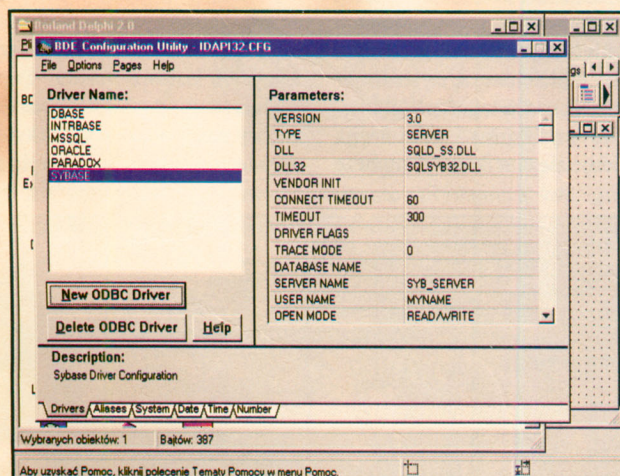 Borland Delphi 2.0
BDE Configuration Utility - IDAPI32.CFG
File Options Pages Help
Driver Name:
DBASE
INTRBASE
MSSQL
ORACLE
PARADOX
SYBASE
New ODBC Driver
Delete ODBC Driver
Help
Parameters:
VERSION 3.0
TYPE SERVER
DLL SQLD_SS.DLL
DLL32 SQLSYB32.DLL
VENDOR INIT
CONNECT TIMEOUT 60
TIMEOUT 300
DRIVER FLAGS
TRACE MODE 0
DATABASE NAME
SERVER NAME SYB_SERVER
USER NAME MYNAME
OPEN MODE READ/WRITE
Description:
Sybase Driver Configuration
Drivers Aliases System Date Time Number
Wybranych obiektów: 1 Bajtów: 387
Aby uzyskać Pomoc, kliknij polecenie Tematy Pomocy w menu Pomoc.